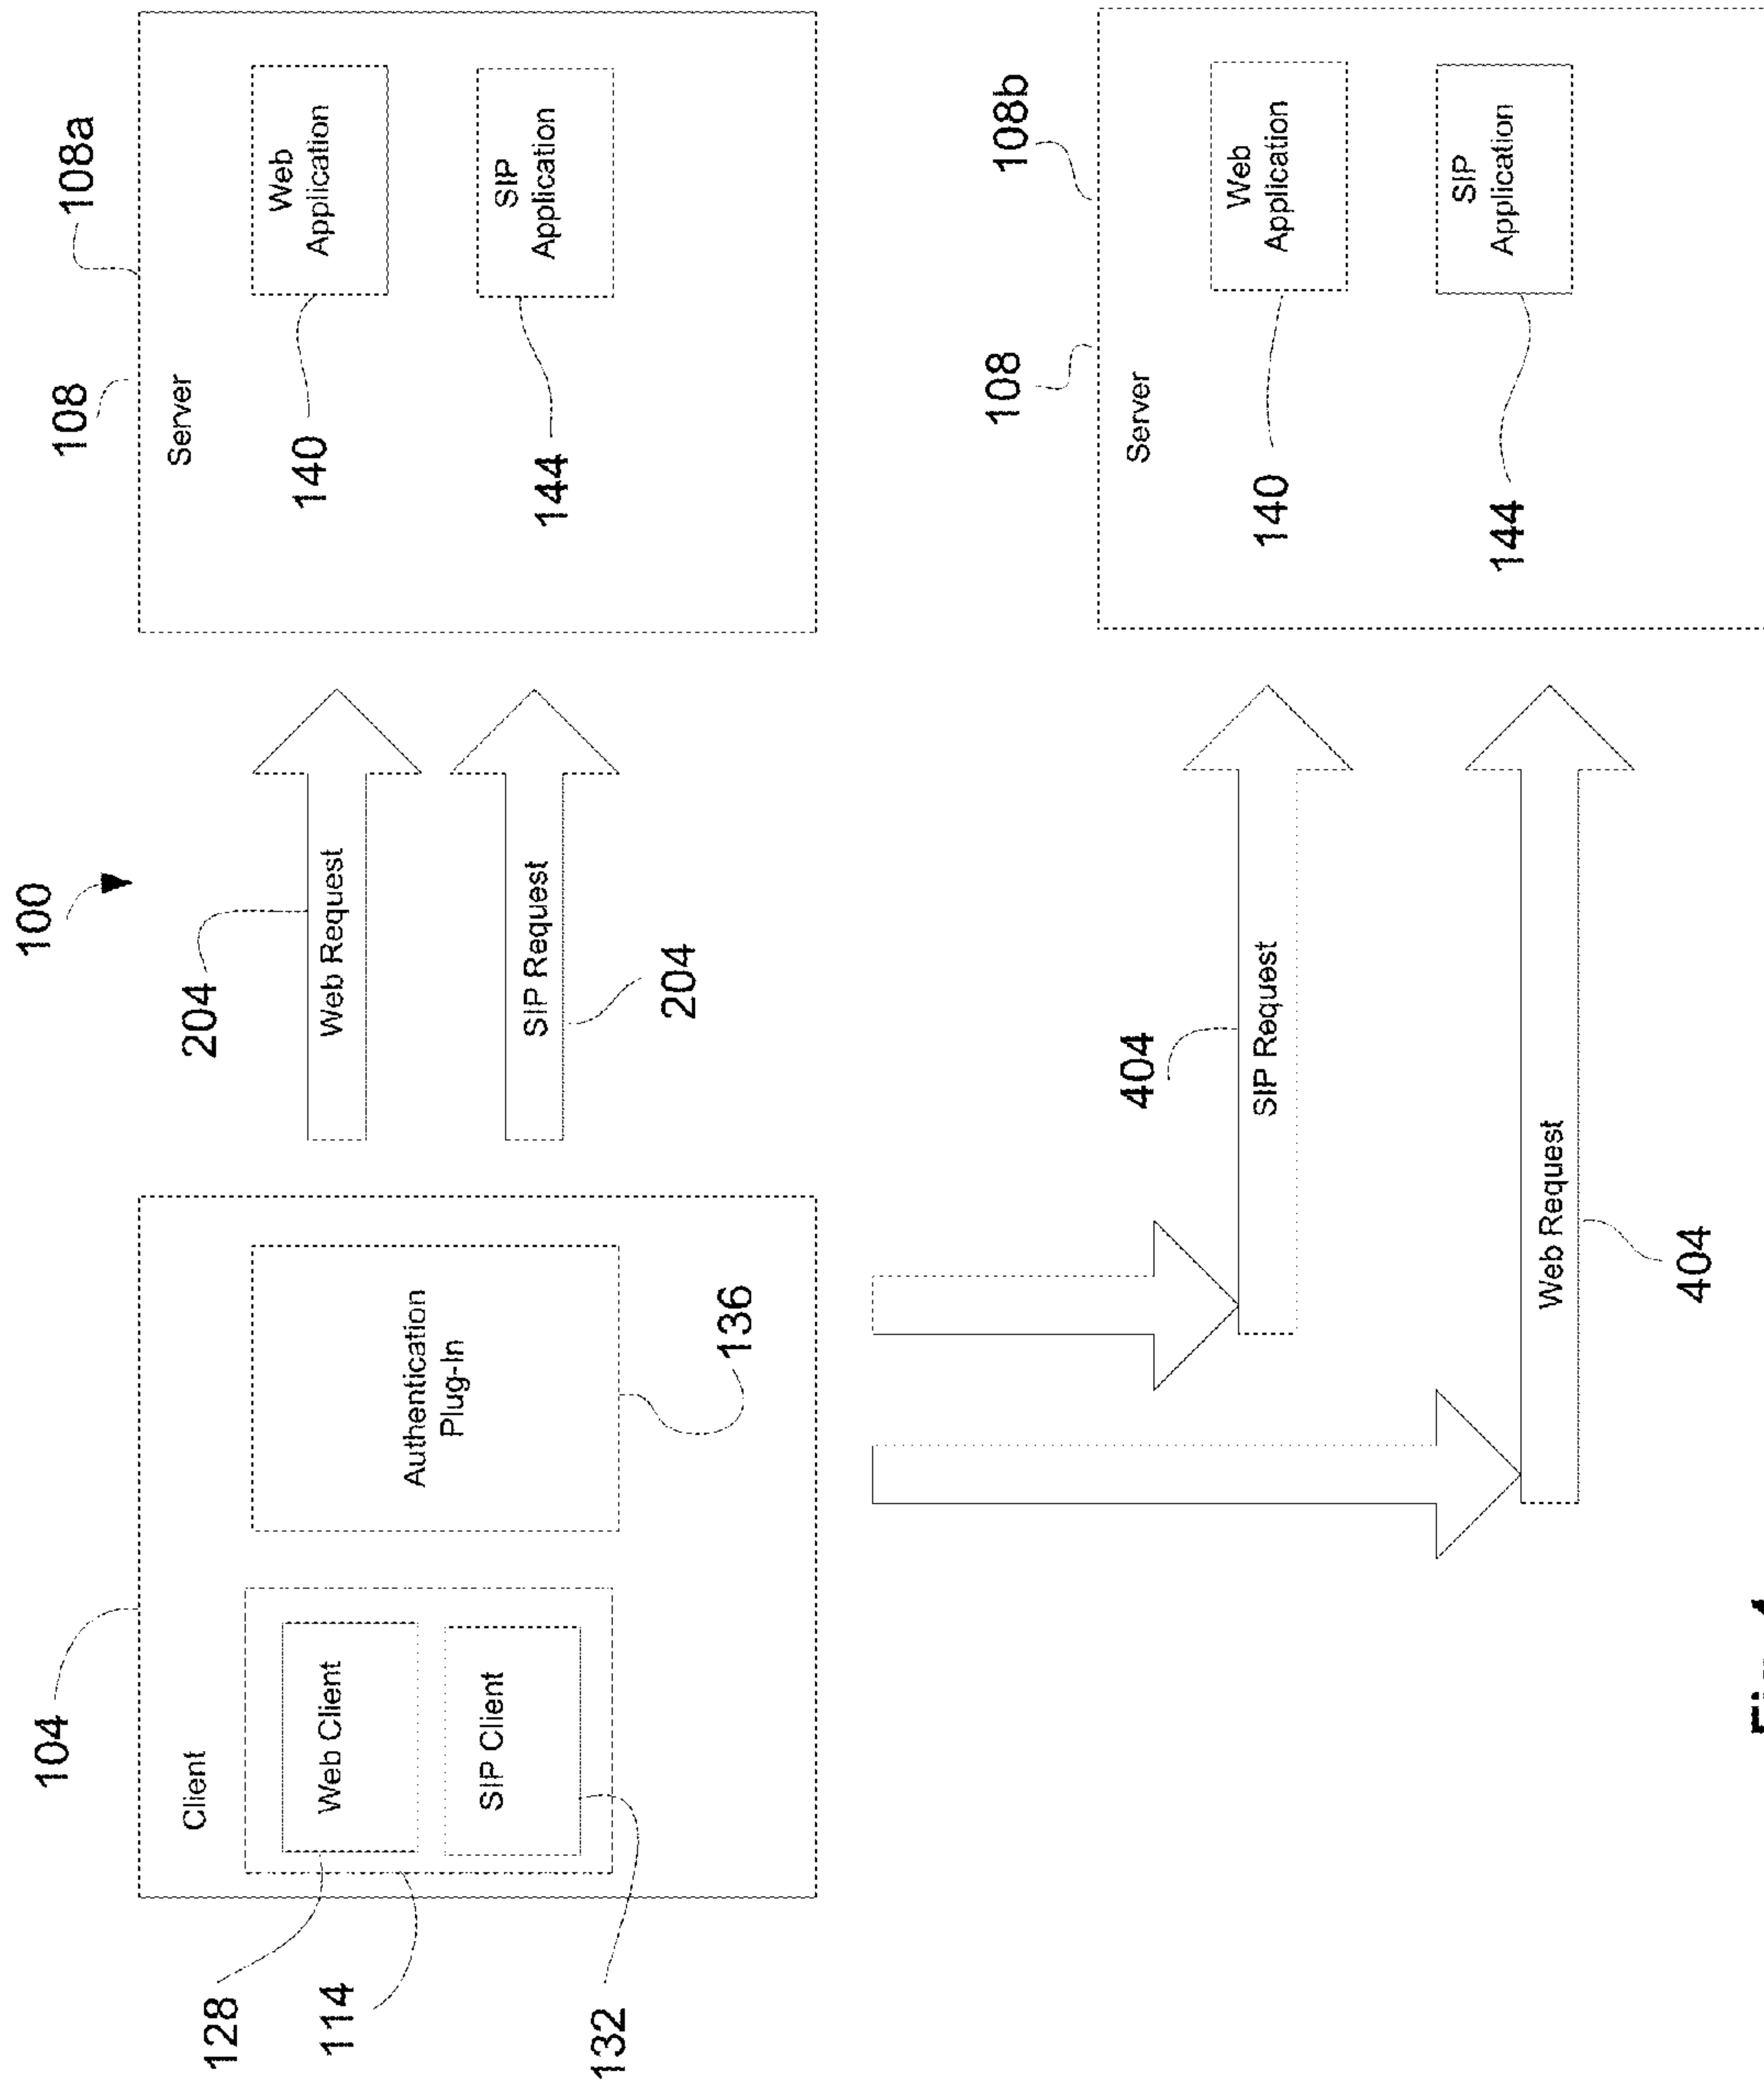 100
104
Client
128
114
132
Web Client
SIP Client
Authentication
Plug-In
136
204
Web Request
SIP Request
204
108
108a
Server
140
144
Web
Application
SIP
Application
404
SIP Request
Web Request
404
108
108b
Server
140
144
Web
Application
SIP
Application